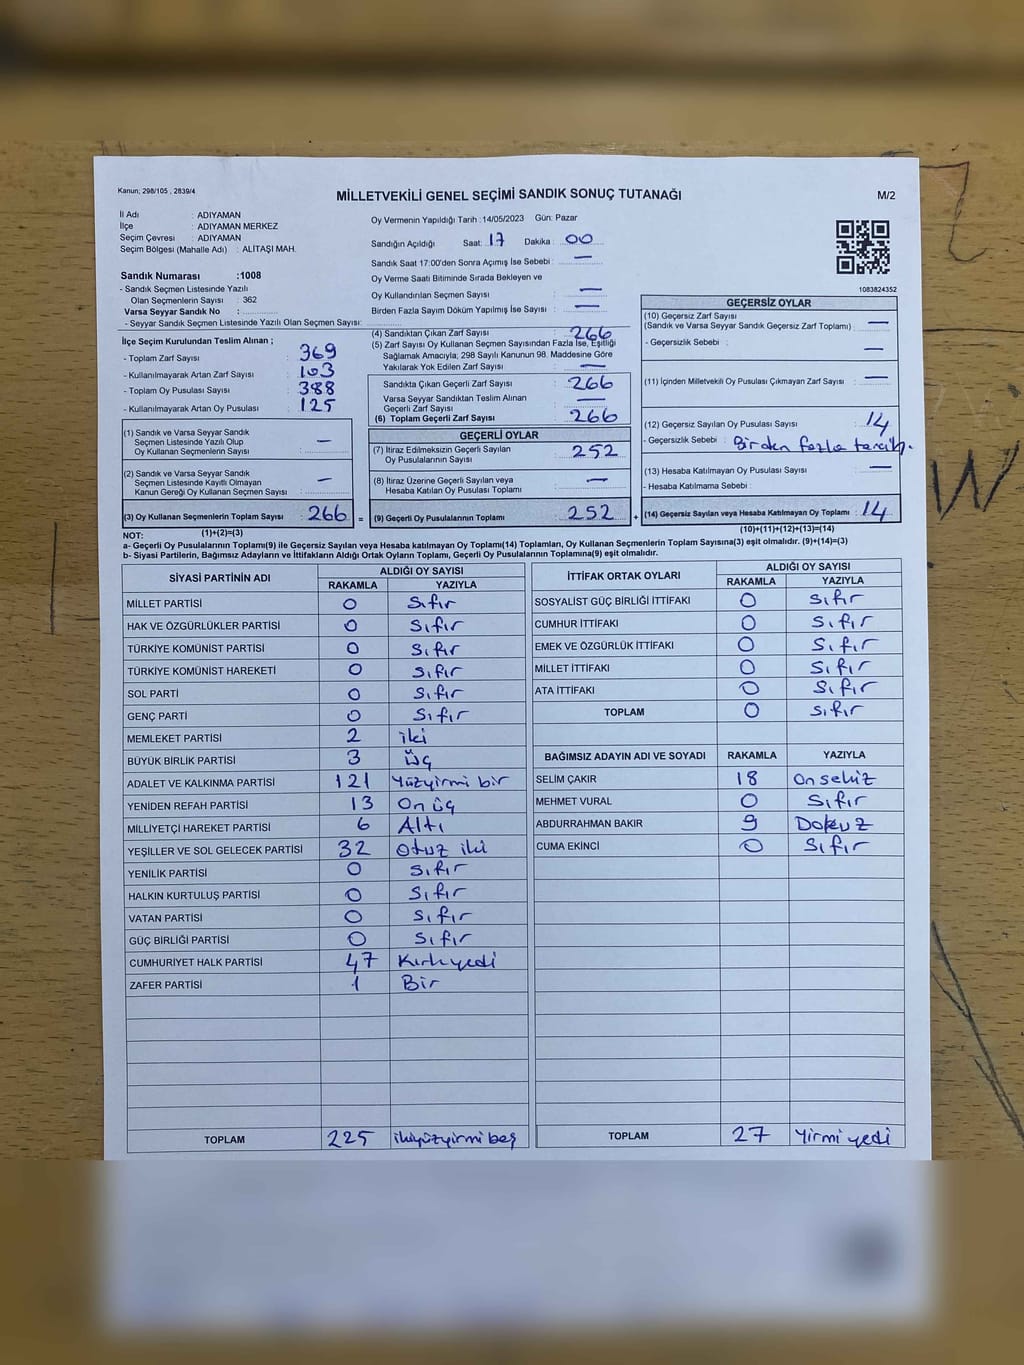 Kanun; 298/105 , 2839/4
MİLLETVEKİLİ GENEL SEÇİMİ SANDIK SONUÇ TUTANAĞI
M/2
İl Adı : ADIYAMAN
İlçe : ADIYAMAN MERKEZ
Seçim Çevresi : ADIYAMAN
Seçim Bölgesi (Mahalle Adı) : ALİTAŞI MAH.
Sandık Numarası :1008
- Sandık Seçmen Listesinde Yazılı
Olan Seçmenlerin Sayısı : 362
Varsa Seyyar Sandık No :
- Seyyar Sandık Seçmen Listesinde Yazılı Olan Seçmen Sayısı:
Oy Vermenin Yapıldığı Tarih : 14/05/2023 Gün: Pazar
Sandığın Açıldığı Saat: 17 Dakika : 00
Sandık Saat 17:00'den Sonra Açımış İse Sebebi : —
Oy Verme Saati Bitiminde Sırada Bekleyen ve
Oy Kullandırılan Seçmen Sayısı : —
Birden Fazla Sayım Döküm Yapılmış İse Sayısı : —
1083824352
İlçe Seçim Kurulundan Teslim Alınan ;
- Toplam Zarf Sayısı : 369
- Kullanılmayarak Artan Zarf Sayısı : 103
- Toplam Oy Pusulası Sayısı : 388
- Kullanılmayarak Artan Oy Pusulası : 125
(1) Sandık ve Varsa Seyyar Sandık
Seçmen Listesinde Yazılı Olup
Oy Kullanan Seçmenlerin Sayısı : —
(2) Sandık ve Varsa Seyyar Sandık
Seçmen Listesinde Kayıtlı Olmayan
Kanun Gereği Oy Kullanan Seçmen Sayısı : —
(3) Oy Kullanan Seçmenlerin Toplam Sayısı : 266 =
(1)+(2)=(3)
(4) Sandıktan Çıkan Zarf Sayısı : 266
(5) Zarf Sayısı Oy Kullanan Seçmen Sayısından Fazla İse, Eşitliği
Sağlamak Amacıyla; 298 Sayılı Kanunun 98. Maddesine Göre
Yakılarak Yok Edilen Zarf Sayısı : —
Sandıkta Çıkan Geçerli Zarf Sayısı : 266
Varsa Seyyar Sandıktan Teslim Alınan
Geçerli Zarf Sayısı : —
(6) Toplam Geçerli Zarf Sayısı : 266
GEÇERLİ OYLAR
(7) İtiraz Edilmeksizin Geçerli Sayılan
Oy Pusulalarının Sayısı : 252
(8) İtiraz Üzerine Geçerli Sayılan veya
Hesaba Katılan Oy Pusulası Toplamı : —
(9) Geçerli Oy Pusulalarının Toplamı : 252 +
GEÇERSİZ OYLAR
(10) Geçersiz Zarf Sayısı
(Sandık ve Varsa Seyyar Sandık Geçersiz Zarf Toplamı) : —
- Geçersizlik Sebebi : —
(11) İçinden Milletvekili Oy Pusulası Çıkmayan Zarf Sayısı : —
(12) Geçersiz Sayılan Oy Pusulası Sayısı : 14
- Geçersizlik Sebebi : Birden fazla tercih.
(13) Hesaba Katılmayan Oy Pusulası Sayısı : —
- Hesaba Katılmama Sebebi :
(14) Geçersiz Sayılan veya Hesaba Katılmayan Oy Toplamı : 14
(10)+(11)+(12)+(13)=(14)
NOT:
a- Geçerli Oy Pusulalarının Toplamı(9) ile Geçersiz Sayılan veya Hesaba katılmayan Oy Toplamı(14) Toplamları, Oy Kullanan Seçmenlerin Toplam Sayısına(3) eşit olmalıdır. (9)+(14)=(3)
b- Siyasi Partilerin, Bağımsız Adayların ve İttifakların Aldığı Ortak Oyların Toplamı, Geçerli Oy Pusulalarının Toplamına(9) eşit olmalıdır.
SİYASİ PARTİNİN ADI ALDIĞI OY SAYISI
RAKAMLA YAZIYLA
MİLLET PARTİSİ 0 Sıfır
HAK VE ÖZGÜRLÜKLER PARTİSİ 0 Sıfır
TÜRKİYE KOMÜNİST PARTİSİ 0 Sıfır
TÜRKİYE KOMÜNİST HAREKETİ 0 Sıfır
SOL PARTİ 0 Sıfır
GENÇ PARTİ 0 Sıfır
MEMLEKET PARTİSİ 2 iki
BÜYÜK BİRLİK PARTİSİ 3 üç
ADALET VE KALKINMA PARTİSİ 121 Yüzyirmi bir
YENİDEN REFAH PARTİSİ 13 On üç
MİLLİYETÇİ HAREKET PARTİSİ 6 Altı
YEŞİLLER VE SOL GELECEK PARTİSİ 32 Otuz iki
YENİLİK PARTİSİ 0 Sıfır
HALKIN KURTULUŞ PARTİSİ 0 Sıfır
VATAN PARTİSİ 0 Sıfır
GÜÇ BİRLİĞİ PARTİSİ 0 Sıfır
CUMHURİYET HALK PARTİSİ 47 Kırkyedi
ZAFER PARTİSİ 1 Bir
TOPLAM 225 ikiyüzyirmi beş
İTTİFAK ORTAK OYLARI ALDIĞI OY SAYISI
RAKAMLA YAZIYLA
SOSYALİST GÜÇ BİRLİĞİ İTTİFAKI 0 Sıfır
CUMHUR İTTİFAKI 0 Sıfır
EMEK VE ÖZGÜRLÜK İTTİFAKI 0 Sıfır
MİLLET İTTİFAKI 0 Sıfır
ATA İTTİFAKI 0 Sıfır
TOPLAM 0 Sıfır
BAĞIMSIZ ADAYIN ADI VE SOYADI RAKAMLA YAZIYLA
SELİM ÇAKIR 18 On sekiz
MEHMET VURAL 0 Sıfır
ABDURRAHMAN BAKIR 9 Dokuz
CUMA EKİNCİ 0 Sıfır
TOPLAM 27 Yirmi yedi
W